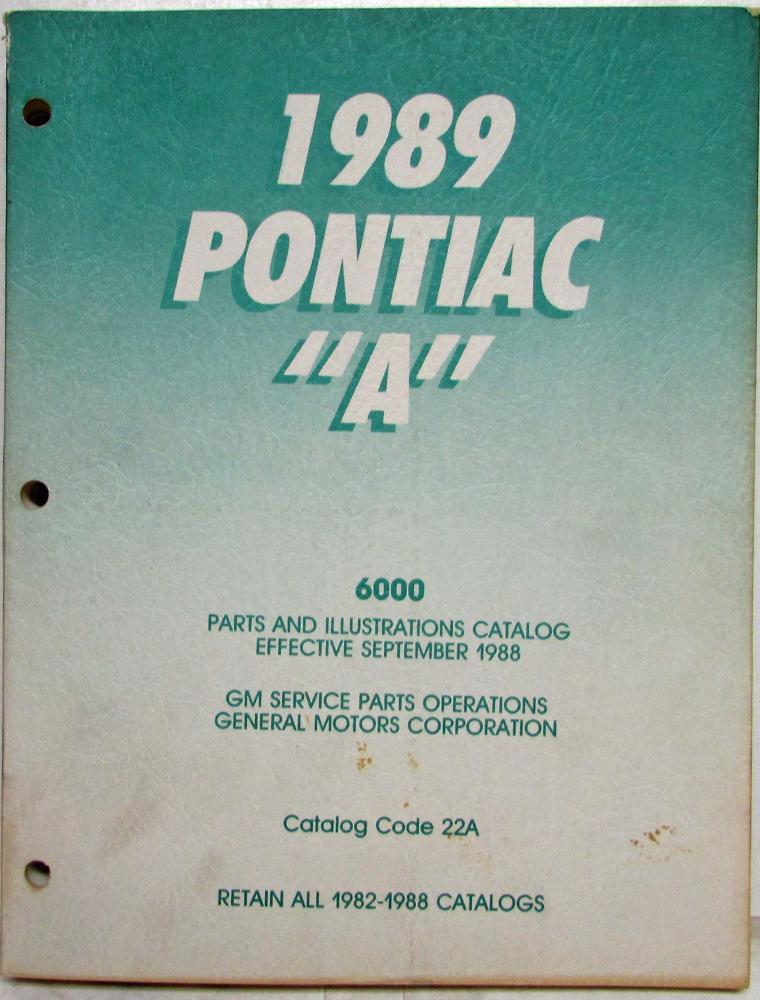 1989
PONTIAC
"A"
6000
PARTS AND ILLUSTRATIONS CATALOG
EFFECTIVE SEPTEMBER 1988
GM SERVICE PARTS OPERATIONS
GENERAL MOTORS CORPORATION
Catalog Code 22A
RETAIN ALL 1982-1988 CATALOGS